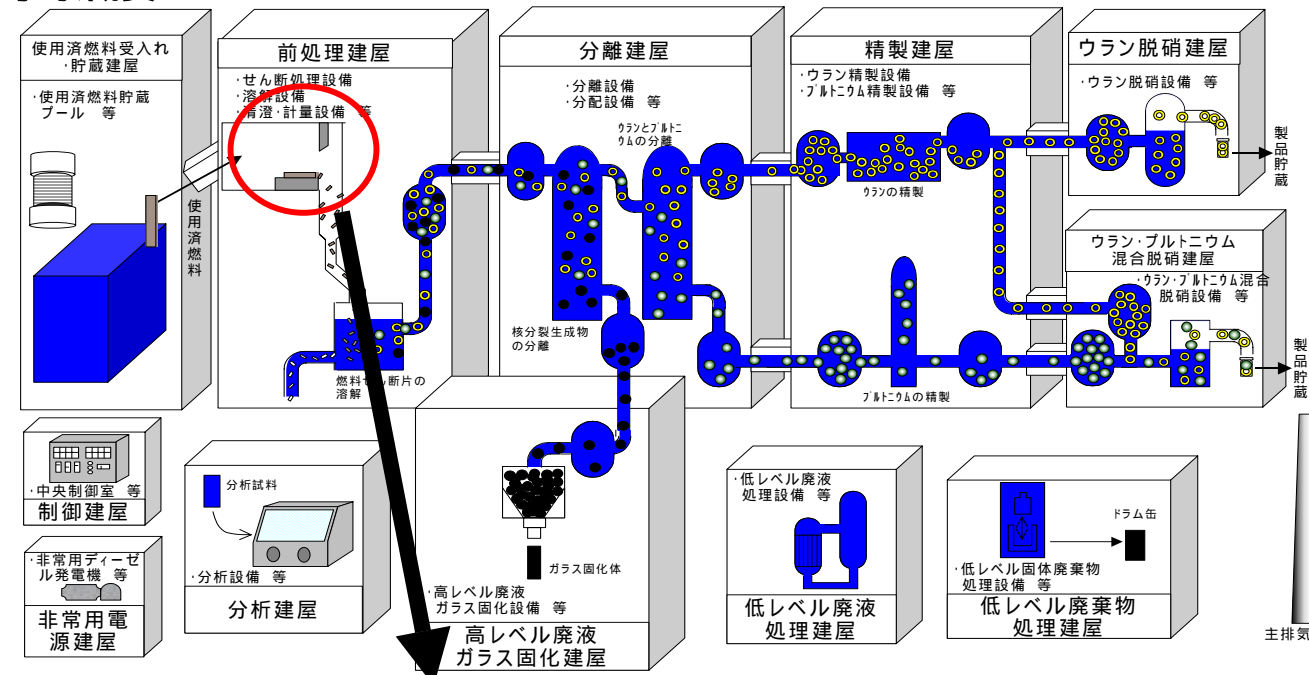 使用済燃料受入れ
・貯蔵建屋
・使用済燃料貯蔵
プール 等
使用済燃料
前処理建屋
・せん断処理設備
・溶解設備
・清澄・計量設備 等
燃料せん断片の
溶解
分離建屋
・分離設備
・分配設備 等
ウランとプルトニ
ウムの分離
核分裂生成物
の分離
精製建屋
・ウラン精製設備
・プルトニウム精製設備 等
ウランの精製
プルトニウムの精製
ウラン脱硝建屋
・ウラン脱硝設備 等
製品貯蔵
ウラン・プルトニウム
混合脱硝建屋
・ウラン・プルトニウム混合
脱硝設備 等
製品貯蔵
・中央制御室 等
制御建屋
・非常用ディーゼ
ル発電機 等
非常用電
源建屋
分析試料
・分析設備 等
分析建屋
ガラス固化体
・高レベル廃液
ガラス固化設備 等
高レベル廃液
ガラス固化建屋
・低レベル廃液
処理設備 等
低レベル廃液
処理建屋
ドラム缶
・低レベル固体廃棄物
処理設備 等
低レベル廃棄物
処理建屋
主排気